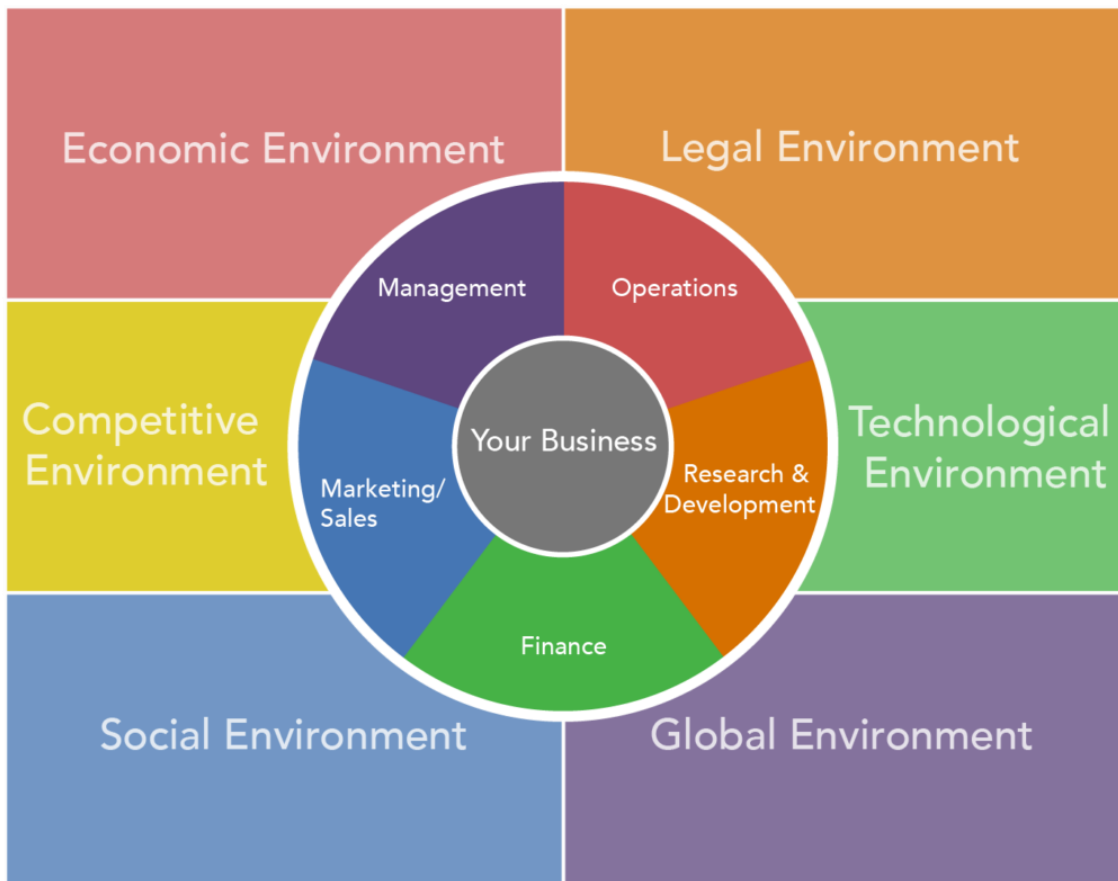 Economic Environment
Legal Environment
Management
Operations
Competitive
Environment
Your Business
Technological
Environment
Marketing/
Sales
Research &
Development
Finance
Social Environment
Global Environment